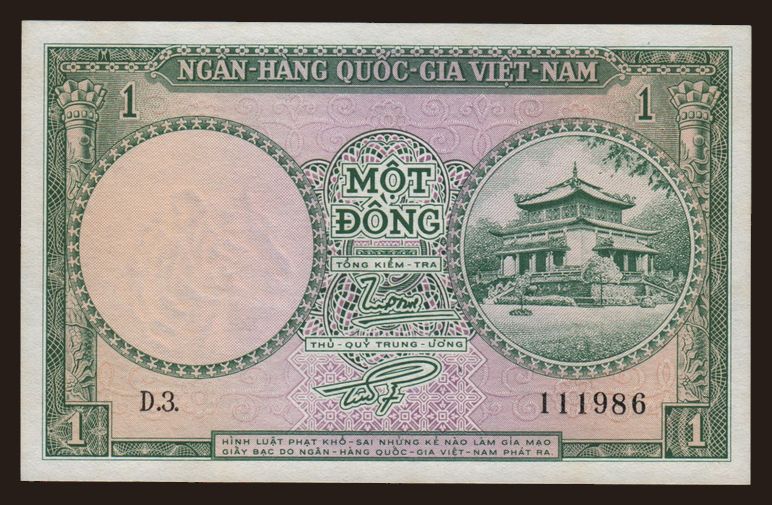 NGÂN-HÀNG QUỐC-GIA VIỆT-NAM
1 1
MỘT
ĐỒNG
TỔNG KIỂM-TRA
THỦ-QUỸ TRUNG-ƯƠNG
D.3. 111986
1 1
HÌNH LUẬT PHẠT KHỔ-SAI NHỮNG KẺ NÀO LÀM GIẢ MẠO
GIẤY BẠC DO NGÂN-HÀNG QUỐC-GIA VIỆT-NAM PHÁT RA.